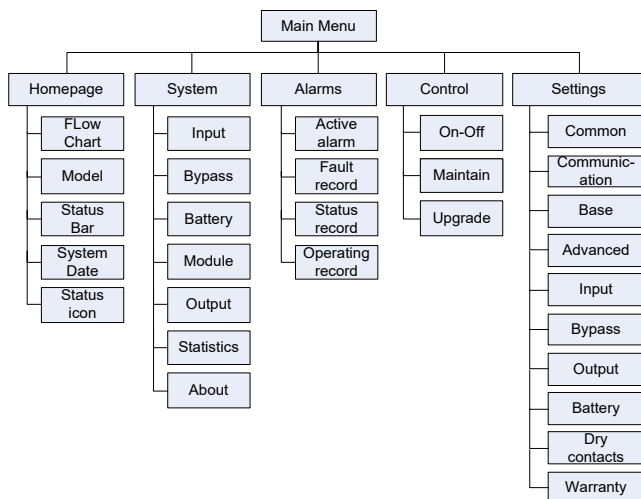 Main Menu
Homepage
System
Alarms
Control
Settings
FLow
Chart
Model
Status
Bar
System
Date
Status
icon
Input
Bypass
Battery
Module
Output
Statistics
About
Active
alarm
Fault
record
Status
record
Operating
record
On-Off
Maintain
Upgrade
Common
Communic-
ation
Base
Advanced
Input
Bypass
Output
Battery
Dry
contacts
Warranty